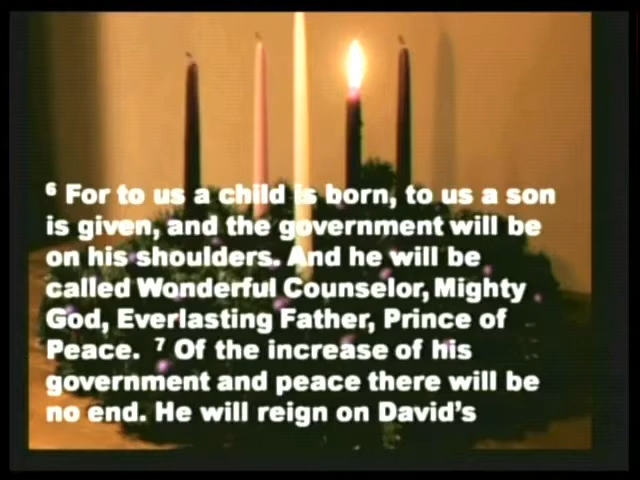 ⁶ For to us a child is born, to us a son
is given, and the government will be
on his shoulders. And he will be
called Wonderful Counselor, Mighty
God, Everlasting Father, Prince of
Peace. ⁷ Of the increase of his
government and peace there will be
no end. He will reign on David’s